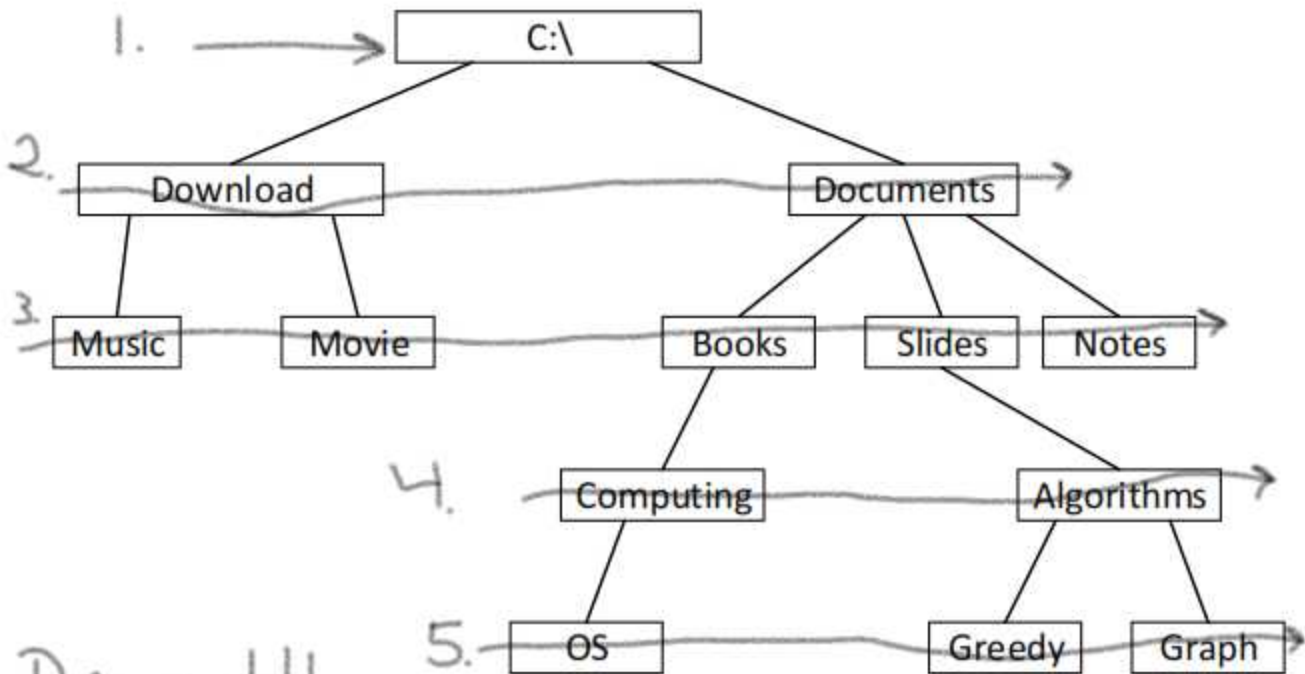 1. C:\
2. Download Documents
3. Music Movie Books Slides Notes
4. Computing Algorithms
5. OS Greedy Graph